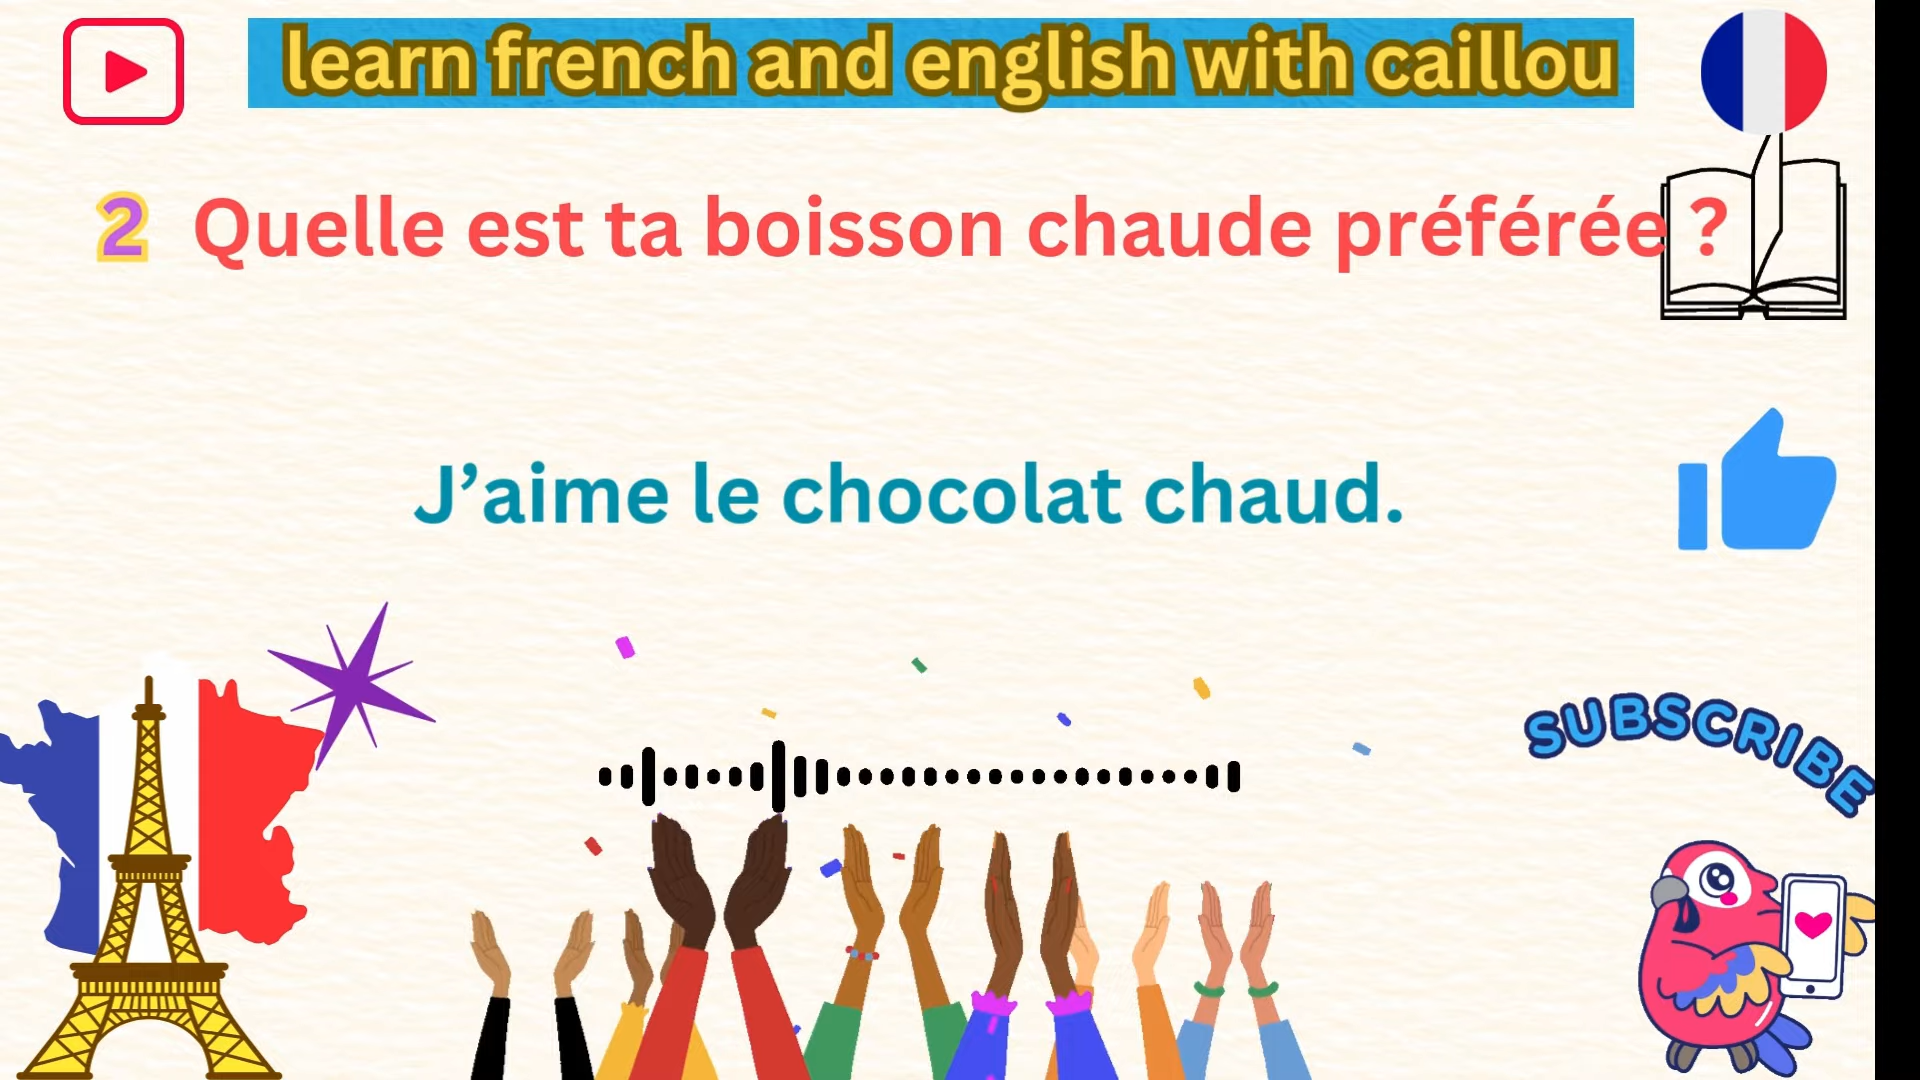 learn french and english with caillou
2 Quelle est ta boisson chaude préférée ?
J’aime le chocolat chaud.
SUBSCRIBE